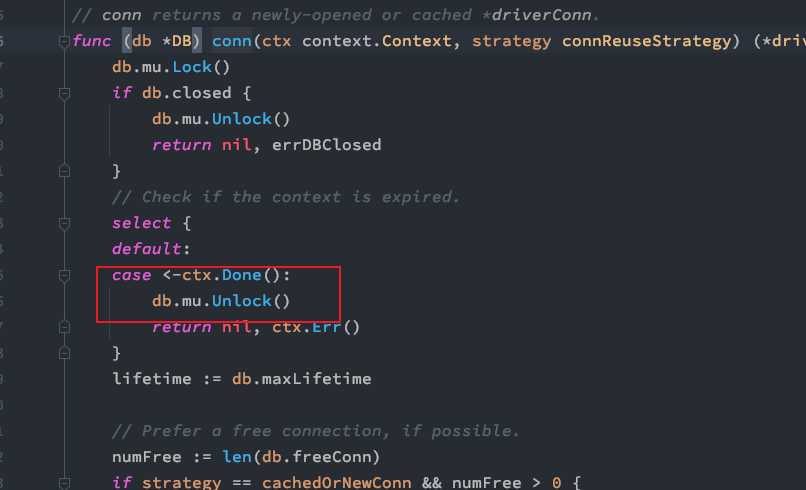 // conn returns a newly-opened or cached *driverConn.
func (db *DB) conn(ctx context.Context, strategy connReuseStrategy) (*driv
db.mu.Lock()
if db.closed {
db.mu.Unlock()
return nil, errDBClosed
}
// Check if the context is expired.
select {
default:
case <-ctx.Done():
db.mu.Unlock()
return nil, ctx.Err()
}
lifetime := db.maxLifetime
// Prefer a free connection, if possible.
numFree := len(db.freeConn)
if strategy == cachedOrNewConn && numFree > 0 {